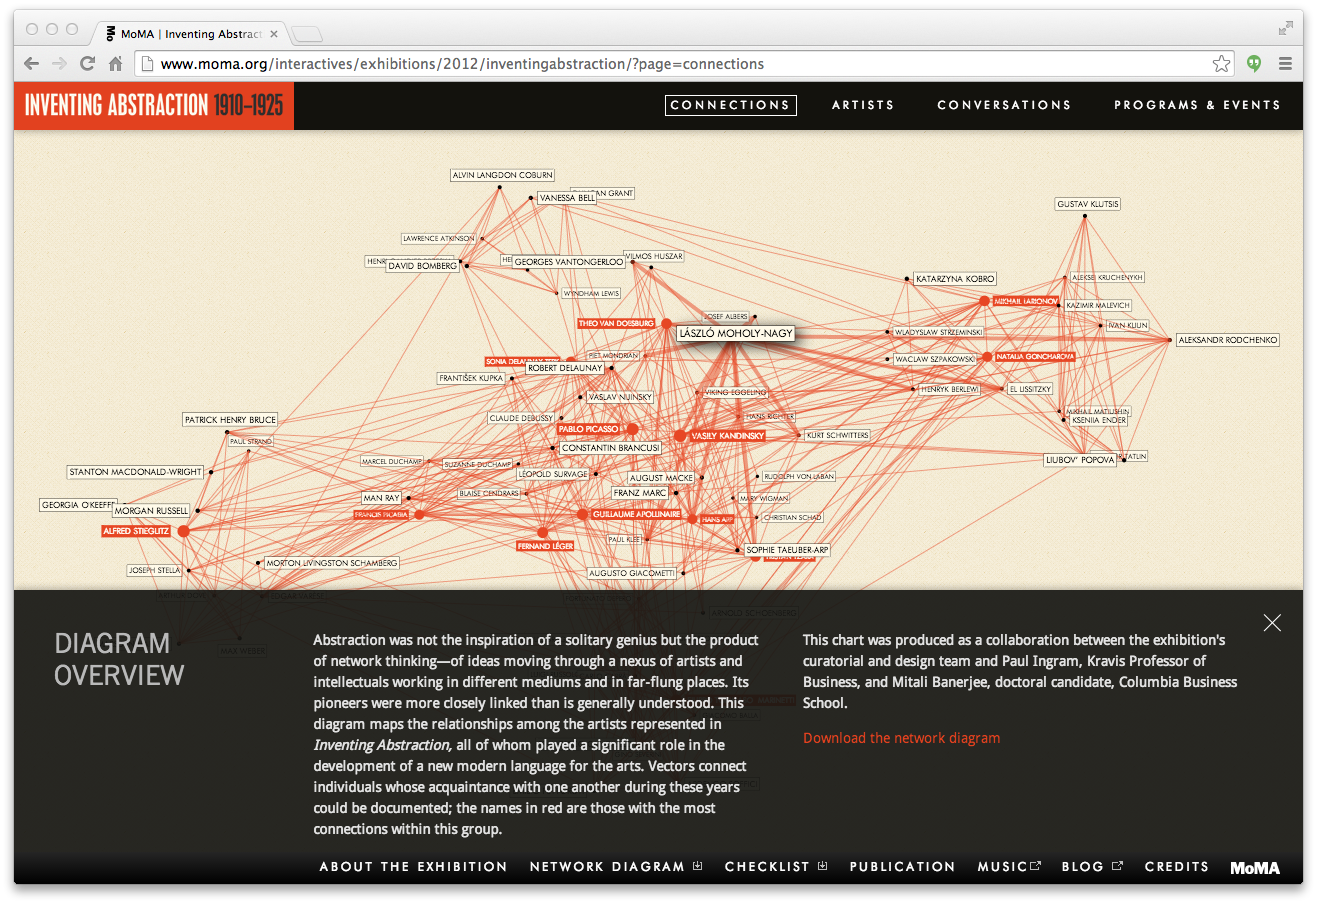 MoMA | Inventing Abstract
www.moma.org/interactives/exhibitions/2012/inventingabstraction/?page=connections
INVENTING ABSTRACTION 1910–1925
CONNECTIONS ARTISTS CONVERSATIONS PROGRAMS & EVENTS
ALVIN LANGDON COBURN
VANESSA BELL GRANT
GUSTAV KLUTSIS
LAWRENCE ATKINSON
DAVID BOMBERG GEORGES VANTONGERLOO VILMOS HUSZAR
KATARZYNA KOBRO ALEKSEI KRUCHENYKH
WYNDHAM LEWIS
MIKHAIL LARIONOV KAZIMIR MALEVICH
THEO VAN DOESBURG JOSEF ALBERS
IVAN KLIUN
LÁSZLÓ MOHOLY-NAGY WLADYSLAW STRZEMINSKI
ALEKSANDR RODCHENKO
SONIA DELAUNAY-TERK PIET MONDRIAN
WACLAW SZPAKOWSKI NATALIA GONCHAROVA
ROBERT DELAUNAY
FRANTIŠEK KUPKA
VASLAV NIJINSKY VIKING EGGELING HENRYK BERLEWI EL LISSITZKY
PATRICK HENRY BRUCE CLAUDE DEBUSSY HANS RICHTER MIKHAIL MATIUSHIN
KSENIIA ENDER
PABLO PICASSO VASILY KANDINSKY KURT SCHWITTERS
PAUL STRAND
CONSTANTIN BRANCUSI
MARCEL DUCHAMP SUZANNE DUCHAMP LIUBOV' POPOVA TATLIN
STANTON MACDONALD-WRIGHT LÉOPOLD SURVAGE AUGUST MACKE RUDOLPH VON LABAN
MAN RAY BLAISE CENDRARS FRANZ MARC MARY WIGMAN
GEORGIA O'KEEFFE MORGAN RUSSELL
FRANCIS PICABIA GUILLAUME APOLLINAIRE HANS ARP CHRISTIAN SCHAD
ALFRED STIEGLITZ
FERNAND LÉGER PAUL KLEE SOPHIE TAEUBER-ARP
JOSEPH STELLA MORTON LIVINGSTON SCHAMBERG AUGUSTO GIACOMETTI
ARNOLD SCHOENBERG
MAX WEBER
DIAGRAM
OVERVIEW
Abstraction was not the inspiration of a solitary genius but the product
of network thinking—of ideas moving through a nexus of artists and
intellectuals working in different mediums and in far-flung places. Its
pioneers were more closely linked than is generally understood. This
diagram maps the relationships among the artists represented in
Inventing Abstraction, all of whom played a significant role in the
development of a new modern language for the arts. Vectors connect
individuals whose acquaintance with one another during these years
could be documented; the names in red are those with the most
connections within this group.
This chart was produced as a collaboration between the exhibition's
curatorial and design team and Paul Ingram, Kravis Professor of
Business, and Mitali Banerjee, doctoral candidate, Columbia Business
School.
Download the network diagram
ABOUT THE EXHIBITION NETWORK DIAGRAM CHECKLIST PUBLICATION MUSIC BLOG CREDITS MoMA